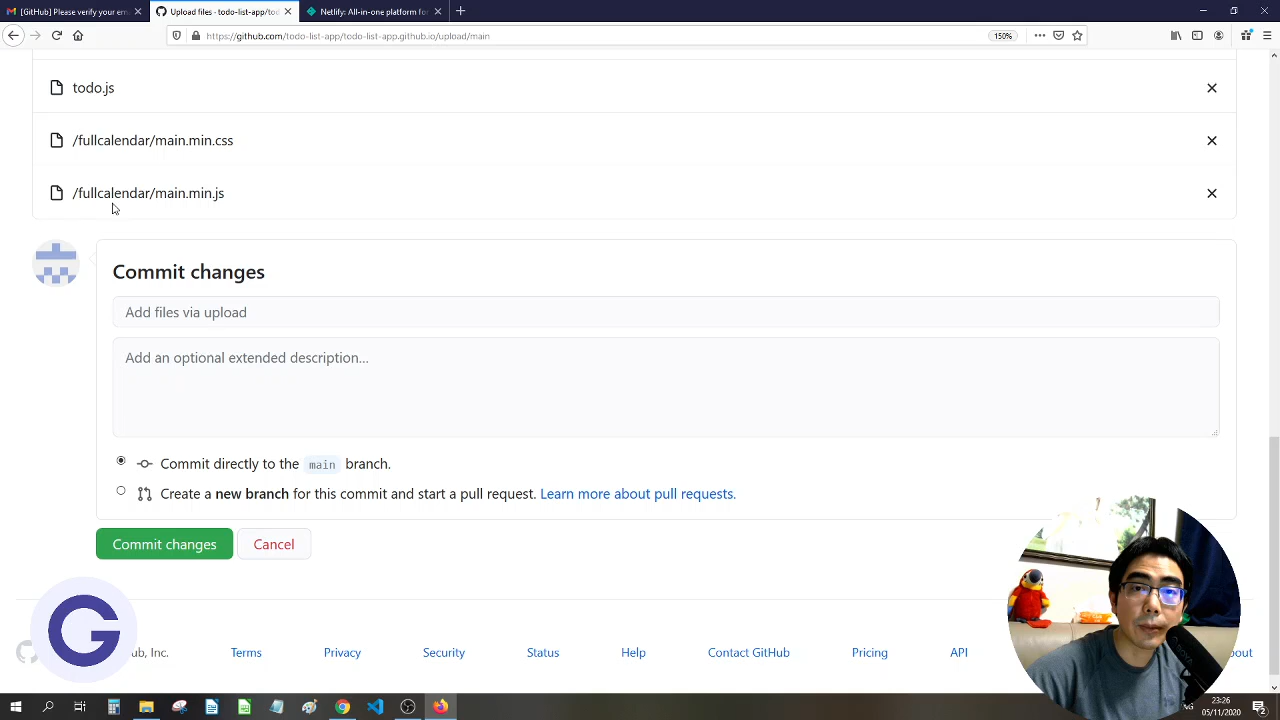 [GitHub] Please verify your em
Upload files · todo-list-app/tod
Netlify: All-in-one platform fo
https://github.com/todo-list-app/todo-list-app.github.io/upload/main
150%
todo.js
/fullcalendar/main.min.css
/fullcalendar/main.min.js
Commit changes
Add files via upload
Add an optional extended description...
Commit directly to the main branch.
Create a new branch for this commit and start a pull request. Learn more about pull requests.
Commit changes
Cancel
G
ub, Inc.
Terms
Privacy
Security
Status
Help
Contact GitHub
Pricing
API
out
23:26
05/11/2020